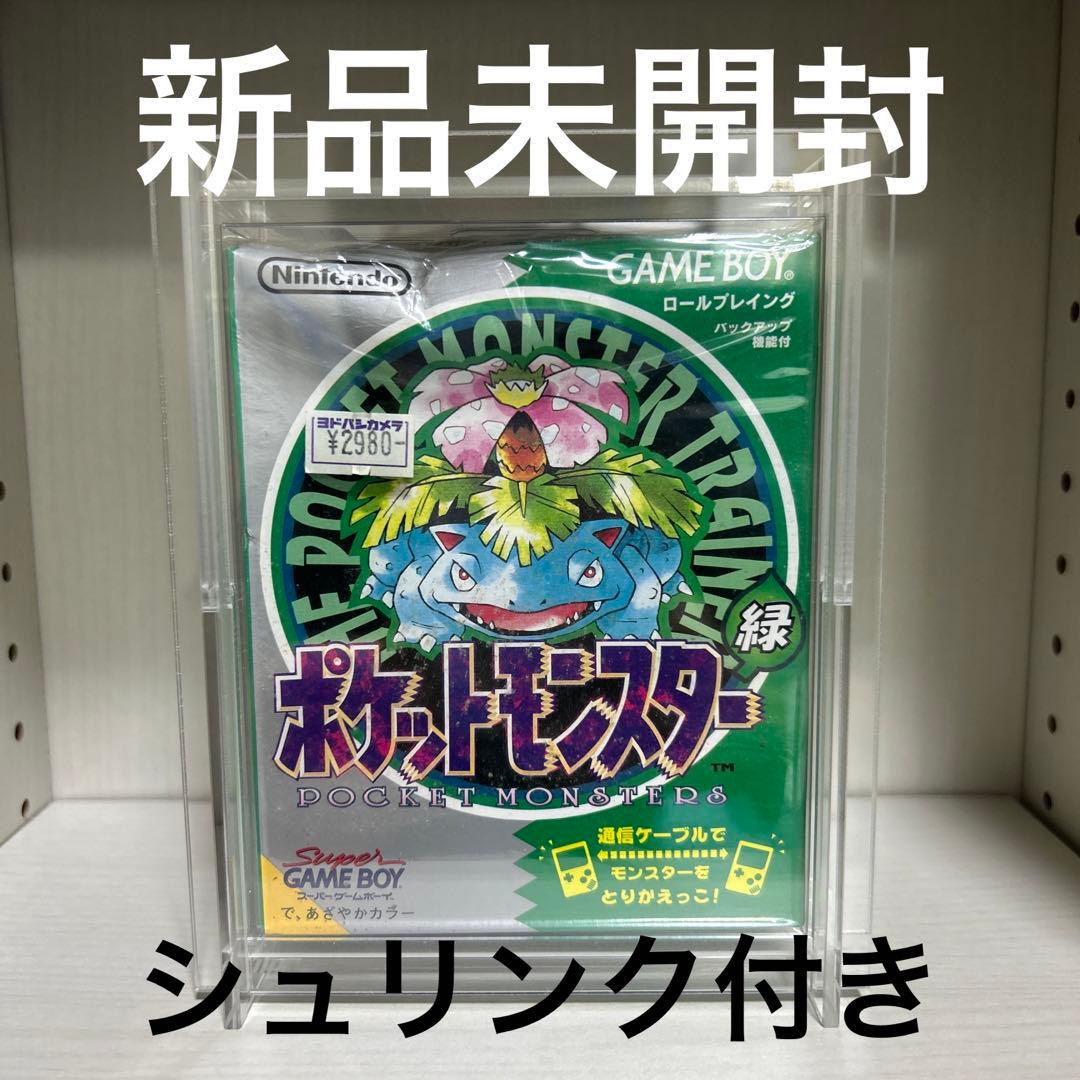 新品未開封
Nintendo
GAME BOY®
ロールプレイング
バックアップ
機能付
THE POCKET MONSTER TRAINER
ヨドバシカメラ
¥2980-
緑
ポケットモンスター
TM
POCKET MONSTERS
通信ケーブルで
モンスターを
とりかえっこ!
Super
GAME BOY
スーパーゲームボーイ
で、あざやかカラー
シュリンク付き